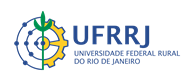 UFRRJ
UNIVERSIDADE FEDERAL RURAL
DO RIO DE JANEIRO